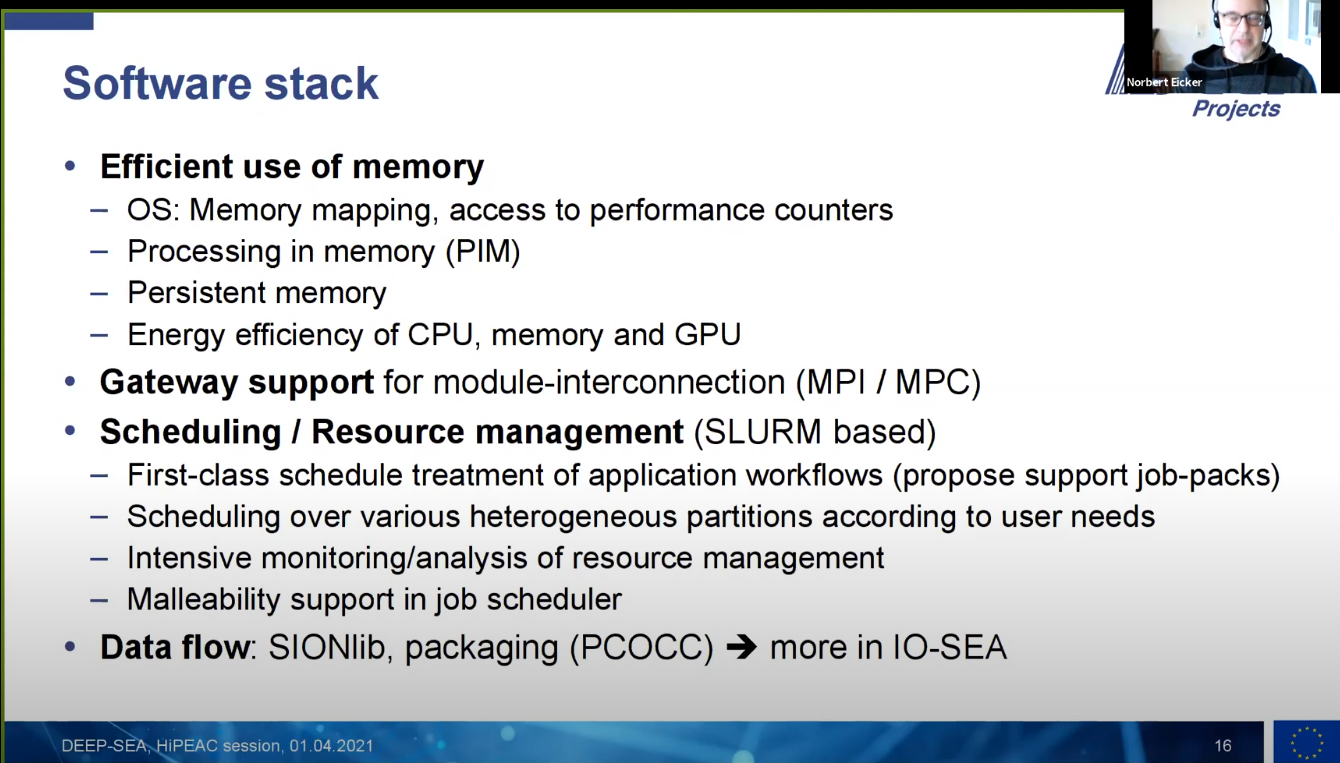 Software stack
Norbert Eicker
Projects
• Efficient use of memory
– OS: Memory mapping, access to performance counters
– Processing in memory (PIM)
– Persistent memory
– Energy efficiency of CPU, memory and GPU
• Gateway support for module-interconnection (MPI / MPC)
• Scheduling / Resource management (SLURM based)
– First-class schedule treatment of application workflows (propose support job-packs)
– Scheduling over various heterogeneous partitions according to user needs
– Intensive monitoring/analysis of resource management
– Malleability support in job scheduler
• Data flow: SIONlib, packaging (PCOCC) ➔ more in IO-SEA
DEEP-SEA, HiPEAC session, 01.04.2021
16